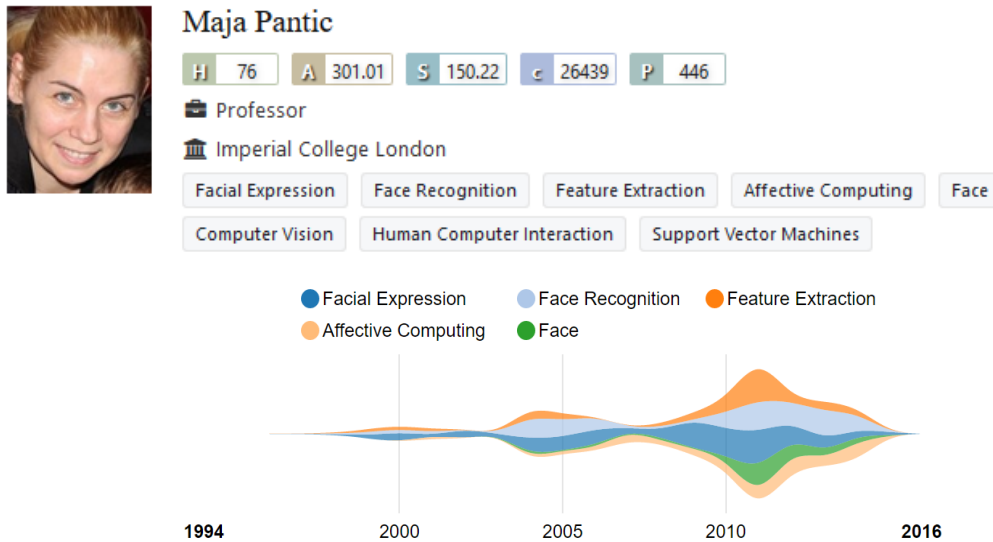 Maja Pantic
H 76 A 301.01 S 150.22 c 26439 P 446
Professor
Imperial College London
Facial Expression Face Recognition Feature Extraction Affective Computing Face
Computer Vision Human Computer Interaction Support Vector Machines
Facial Expression Face Recognition Feature Extraction
Affective Computing Face
1994 2000 2005 2010 2016